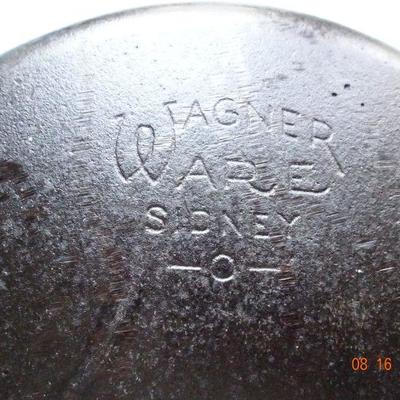 WAGNER
WARE
SIDNEY
-O-
08 16